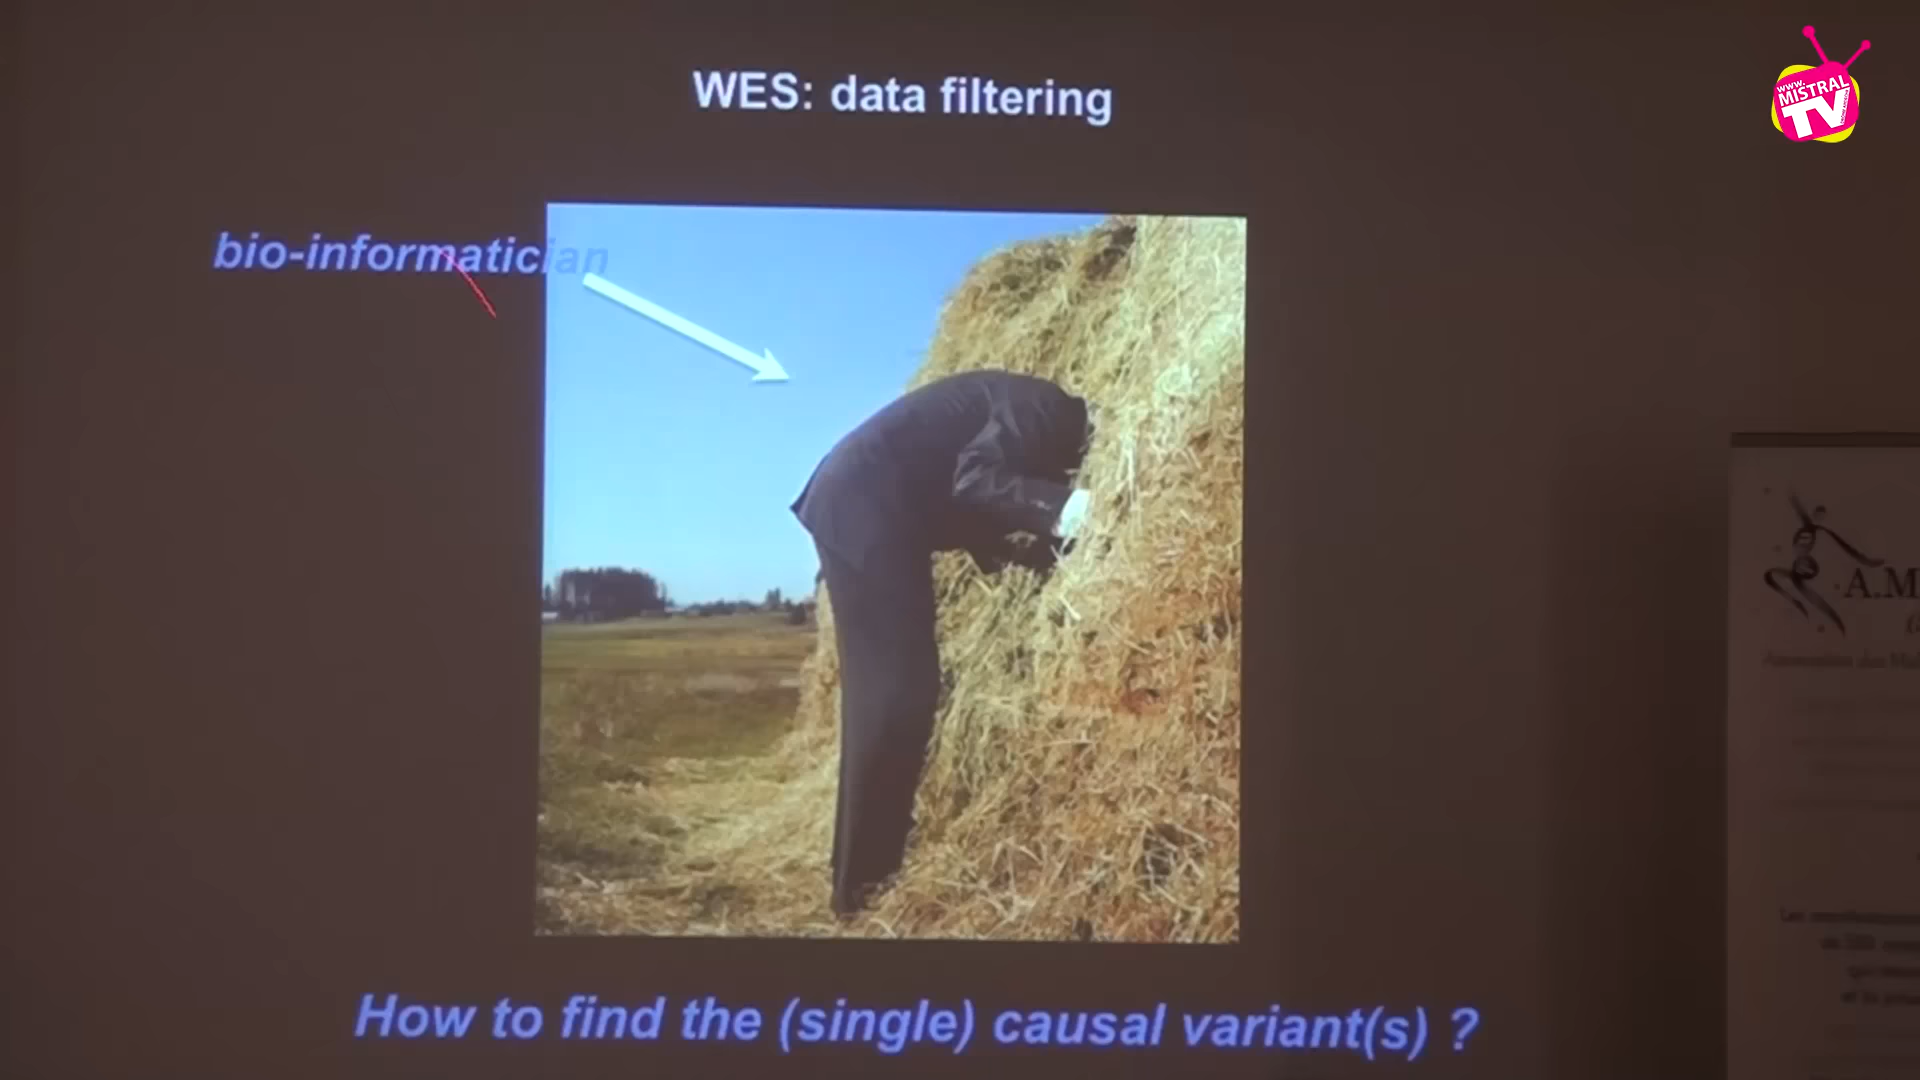 WES: data filtering
www.
MISTRAL
TV
bio-informatician
A.M
How to find the (single) causal variant(s) ?